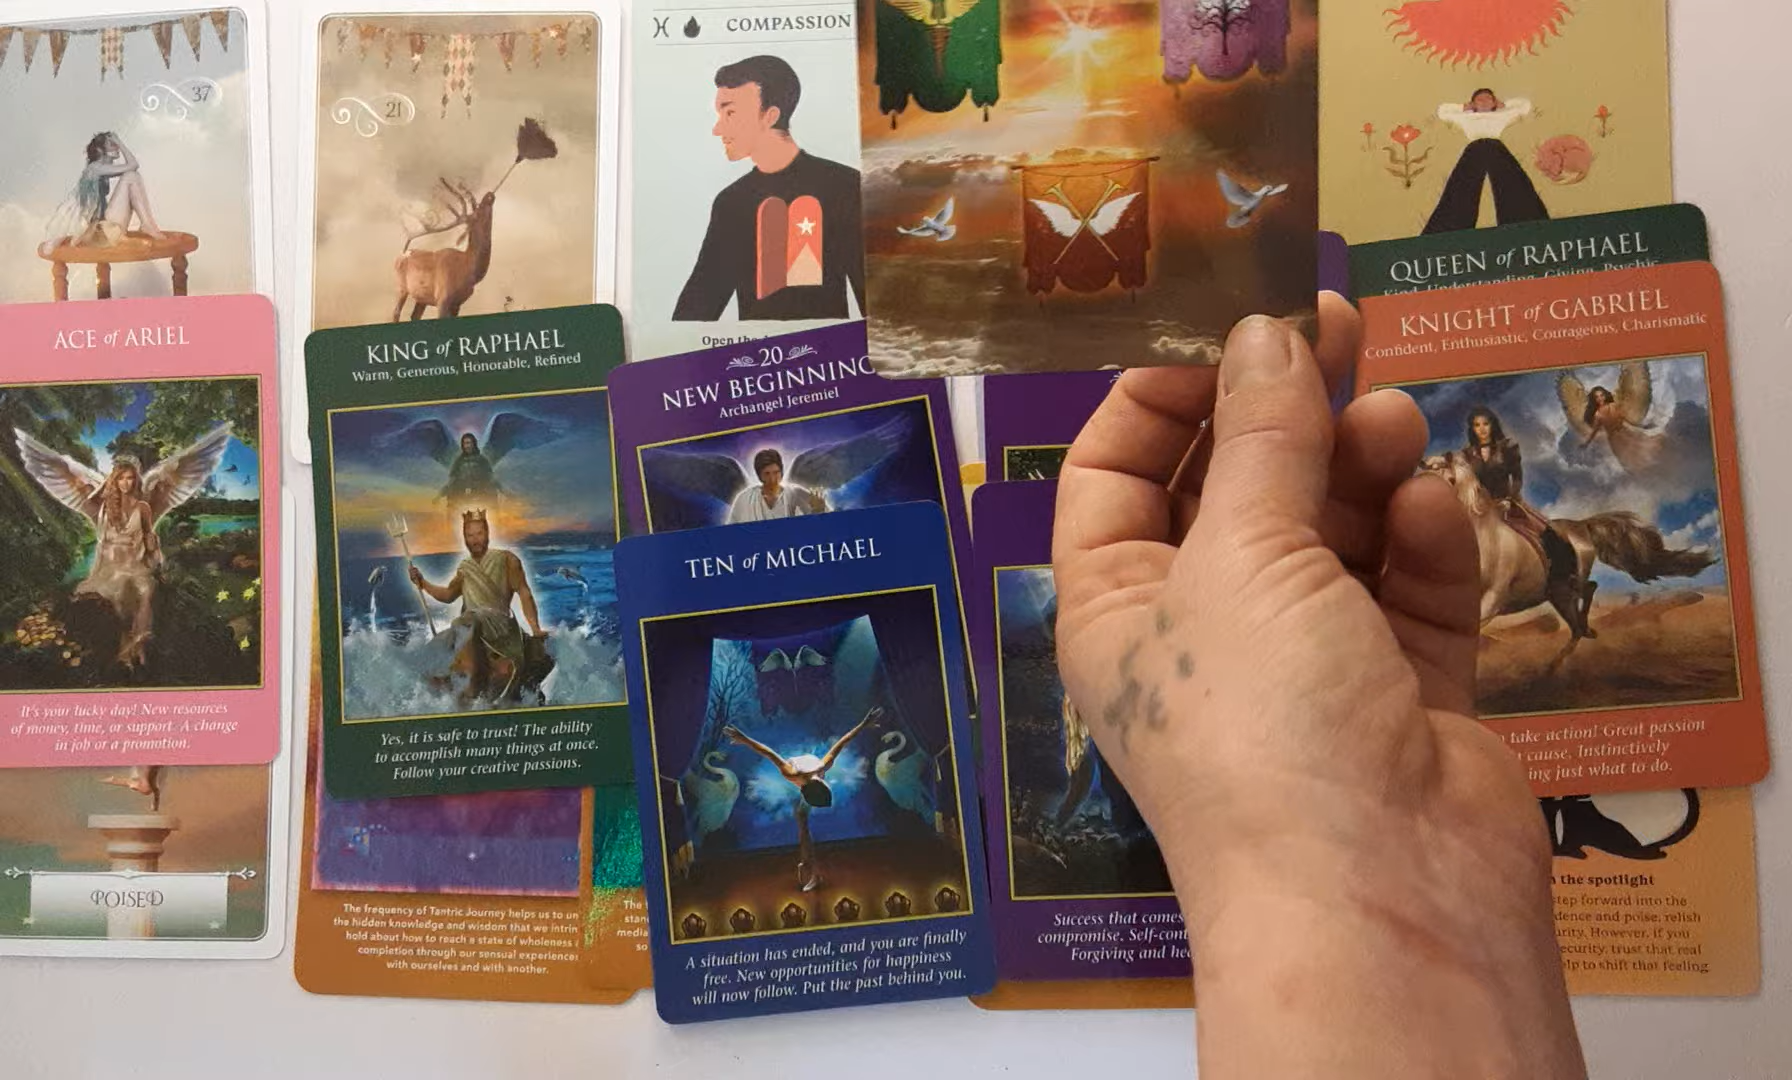 37
21
COMPASSION
Open the
ACE of ARIEL
It's your lucky day! New resources
of money, time, or support. A change
in job or a promotion.
POISED
KING of RAPHAEL
Warm, Generous, Honorable, Refined
Yes, it is safe to trust! The ability
to accomplish many things at once.
Follow your creative passions.
The frequency of Tantric Journey helps us to un
the hidden knowledge and wisdom that we intrin
hold about how to reach a state of wholeness
completion through our sensual experience
with ourselves and with another.
20
NEW BEGINNING
Archangel Jeremiel
The
stan
media
so
TEN of MICHAEL
A situation has ended, and you are finally
free. New opportunities for happiness
will now follow. Put the past behind you.
Success that comes
compromise. Self-cont
Forgiving and hea
QUEEN of RAPHAEL
Kind, Understanding, Giving, Psychic
KNIGHT of GABRIEL
Confident, Enthusiastic, Courageous, Charismatic
take action! Great passion
cause. Instinctively
ing just what to do.
the spotlight
step forward into the
dence and poise, relish
urity. However, if you
ecurity, trust that real
lp to shift that feeling